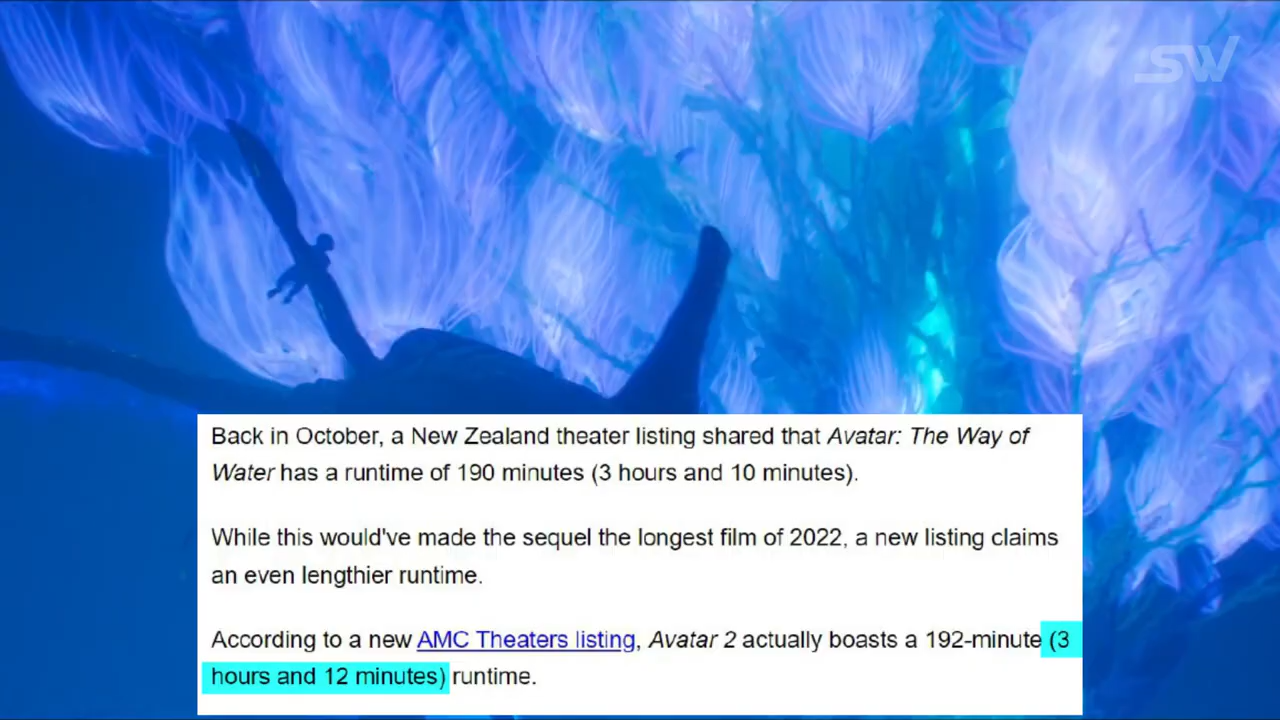 SW
Back in October, a New Zealand theater listing shared that Avatar: The Way of
Water has a runtime of 190 minutes (3 hours and 10 minutes).
While this would've made the sequel the longest film of 2022, a new listing claims
an even lengthier runtime.
According to a new AMC Theaters listing, Avatar 2 actually boasts a 192-minute (3
hours and 12 minutes) runtime.